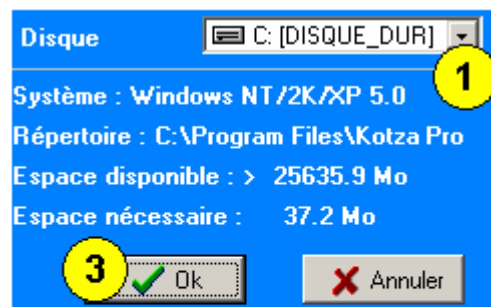 Disque C: [DISQUE_DUR]
1
Système : Windows NT/2K/XP 5.0
Répertoire : C:\Program Files\Kotza Pro
Espace disponible : > 25635.9 Mo
Espace nécessaire : 37.2 Mo
3 Ok Annuler